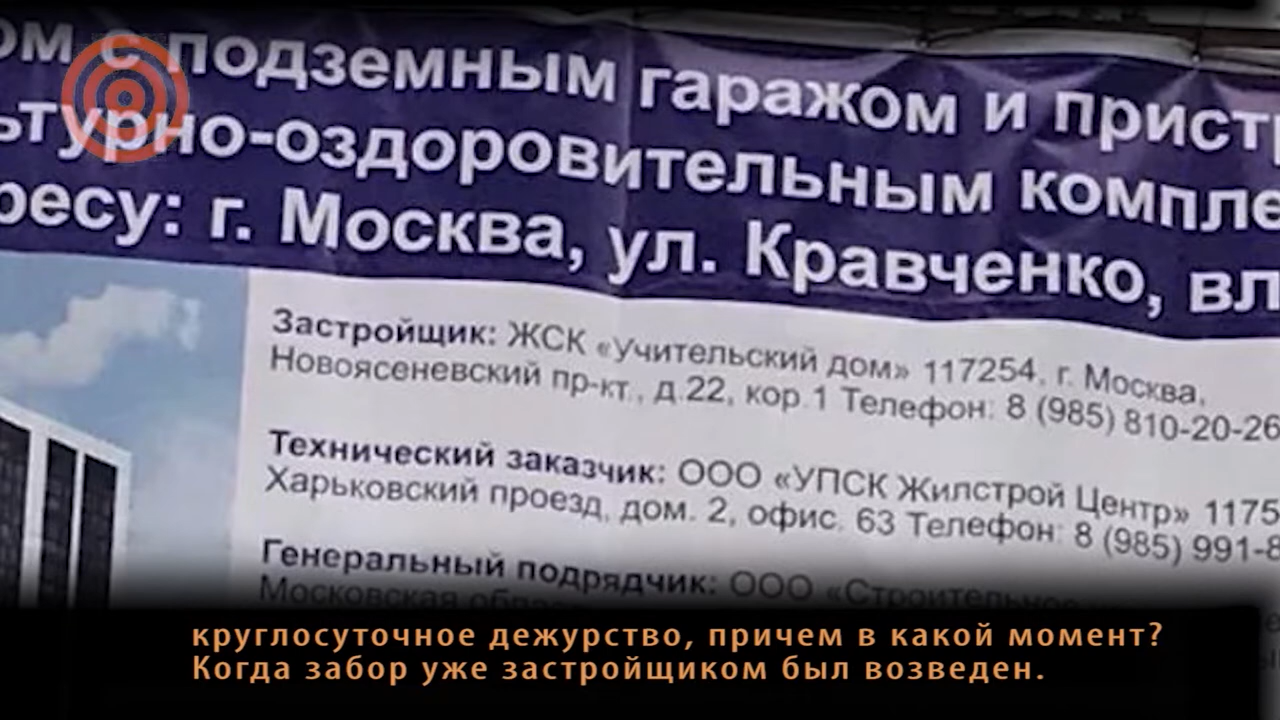 ом с подземным гаражом и пристр
ьтурно-оздоровительным компле
ресу: г. Москва, ул. Кравченко, вл
Застройщик: ЖСК «Учительский дом» 117254, г. Москва,
Новоясеневский пр-кт., д.22, кор.1 Телефон: 8 (985) 810-20-26
Технический заказчик: ООО «УПСК Жилстрой Центр» 1175
Харьковский проезд, дом. 2, офис. 63 Телефон: 8 (985) 991-8
Генеральный подрядчик: ООО «Строительное
Московская
круглосуточное дежурство, причем в какой момент?
Когда забор уже застройщиком был возведен.